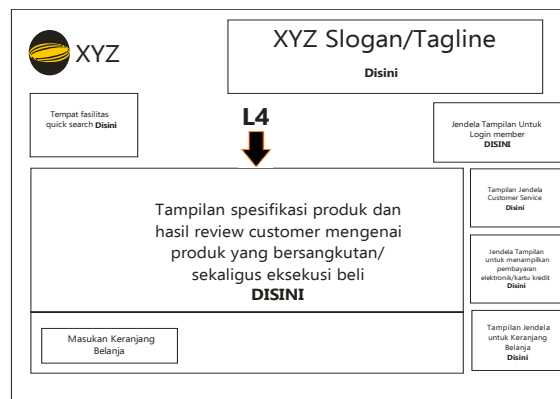 XYZ
XYZ Slogan/Tagline
Disini
Tempat fasilitas
quick search Disini
L4
Jendela Tampilan Untuk
Login member
DISINI
Tampilan spesifikasi produk dan
hasil review customer mengenai
produk yang bersangkutan/
sekaligus eksekusi beli
DISINI
Tampilan Jendela
Customer Service
Disini
Jendela Tampilan
untuk menampilkan
pembayaran
elektronik/kartu kredit
Disini
Masukan Keranjang
Belanja
Tampilan Jendela
untuk Keranjang
Belanja
Disini